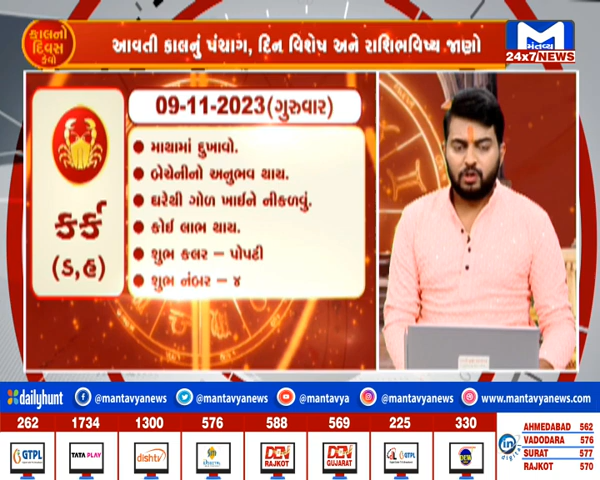 કાલનો
દિવસ
કેવો
આવતી કાલનું પંચાગ, દિન વિશેષ અને રાશિભવિષ્ય જાણો
મંતવ્ય
24x7NEWS
09-11-2023(ગુરુવાર)
માથામાં દુખાવો.
બેચેનીનો અનુભવ થાય.
ઘરેથી ગોળ ખાઈને નીકળવું.
કોઈ લાભ થાય.
શુભ કલર – પોપટી
શુભ નંબર – ૪
કર્ક
(ડ,હ)
dailyhunt
@mantavyanews
@mantavyanews
@mantavya
@mantavyanews
www.mantavyanews.com
262 1734 1300 576 588 569 225 330
GTPL
TATA PLAY
dishtv
DEN RAJKOT
DEN GUJARAT
GTPL
in digital
AHMEDABAD 562
VADODARA 576
SURAT 577
RAJKOT 570